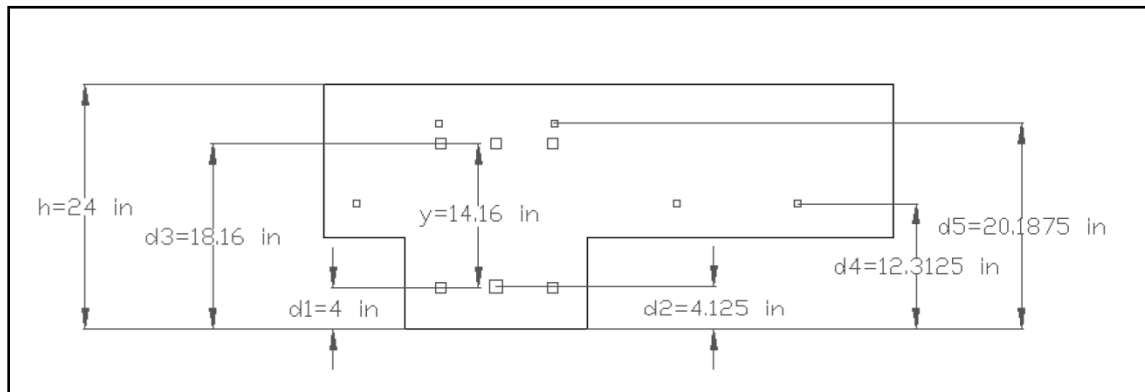 h=24 in
d3=18.16 in
y=14.16 in
d1=4 in
d2=4.125 in
d4=12.3125 in
d5=20.1875 in